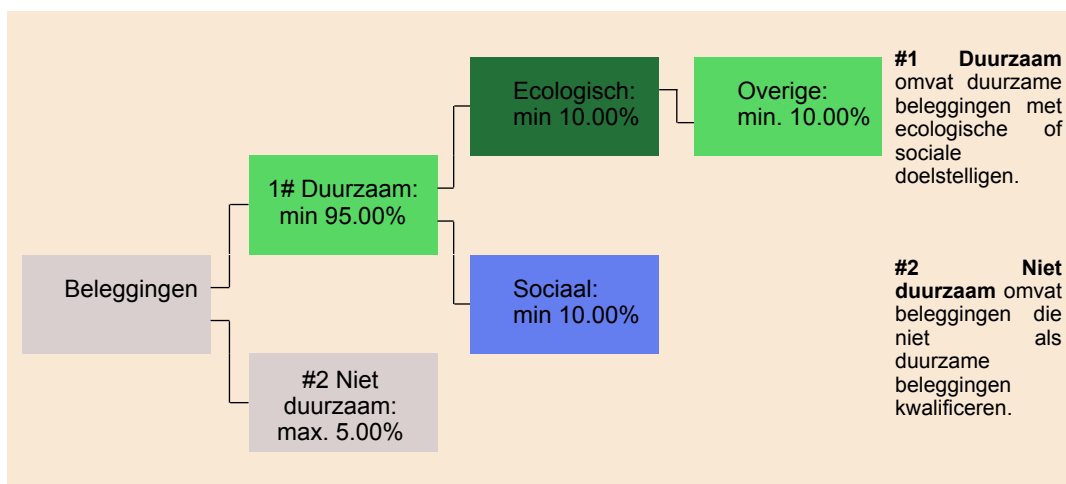 Beleggingen
1# Duurzaam:
min 95.00%
#2 Niet
duurzaam:
max. 5.00%
Ecologisch:
min 10.00%
Sociaal:
min 10.00%
Overige:
min. 10.00%
#1 Duurzaam
omvat duurzame
beleggingen met
ecologische of
sociale
doelstelligen.
#2 Niet
duurzaam omvat
beleggingen die
niet als
duurzame
beleggingen
kwalificeren.